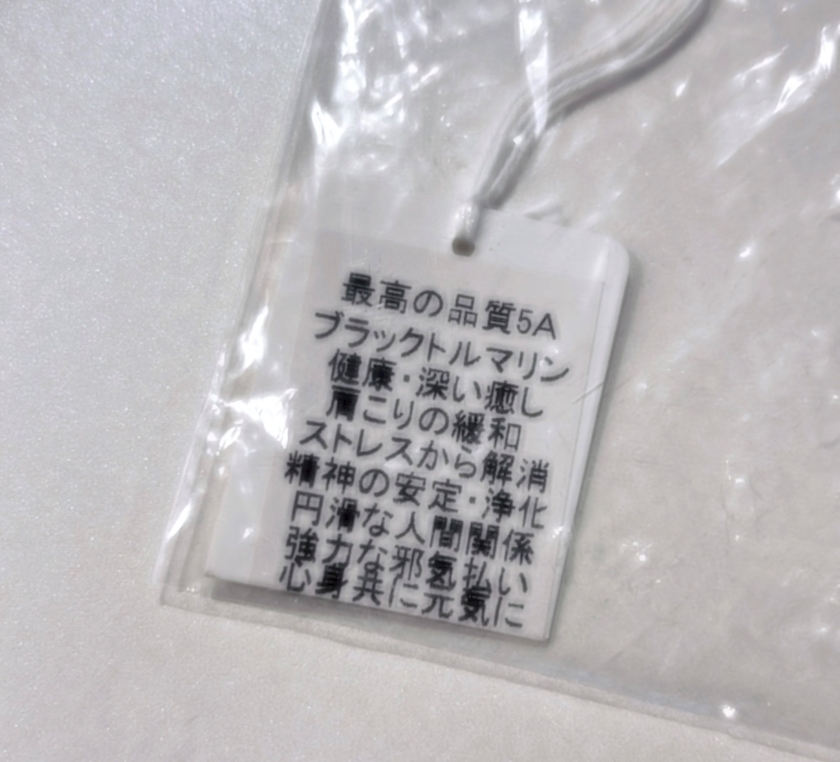 最高の品質5A
ブラックトルマリン
健康・深い癒し
肩こりの緩和
ストレスから解消
精神の安定・浄化
円滑な人間関係
強力な邪気払い
心身共に元気に